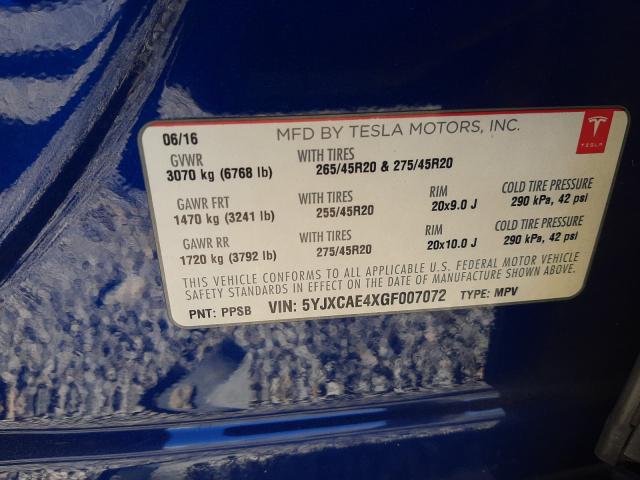 06/16 MFD BY TESLA MOTORS, INC.
TESLA
GVWR WITH TIRES
3070 kg (6768 lb) 265/45R20 & 275/45R20
GAWR FRT WITH TIRES RIM COLD TIRE PRESSURE
1470 kg (3241 lb) 255/45R20 20x9.0 J 290 kPa, 42 psi
GAWR RR WITH TIRES RIM COLD TIRE PRESSURE
1720 kg (3792 lb) 275/45R20 20x10.0 J 290 kPa, 42 psi
THIS VEHICLE CONFORMS TO ALL APPLICABLE U.S. FEDERAL MOTOR VEHICLE
SAFETY STANDARDS IN EFFECT ON THE DATE OF MANUFACTURE SHOWN ABOVE.
PNT: PPSB VIN: 5YJXCAE4XGF007072 TYPE: MPV